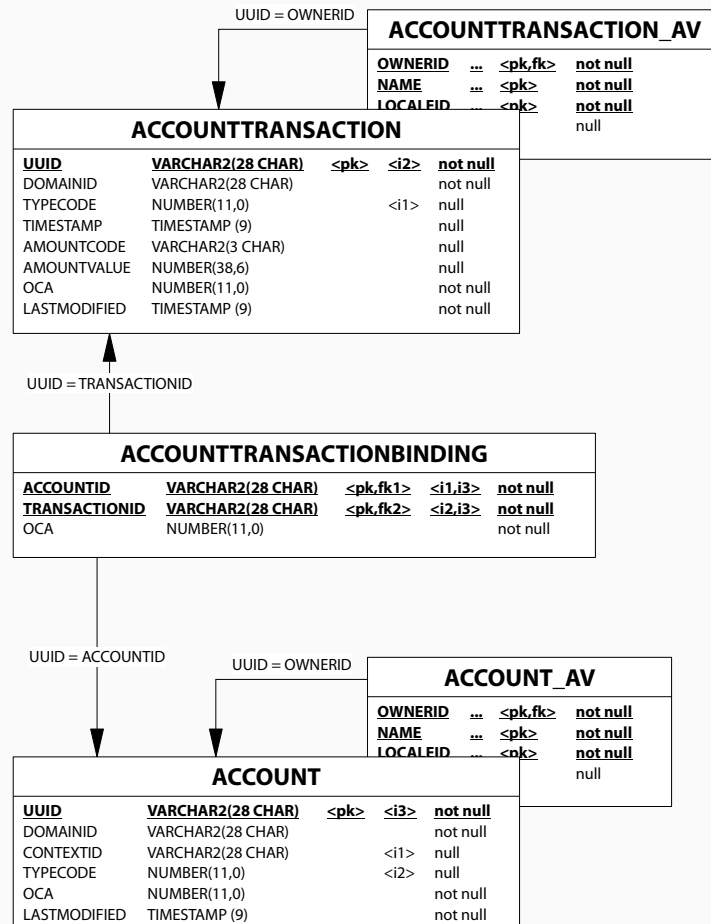 UUID = OWNERID
ACCOUNTTRANSACTION_AV
OWNERID ... <pk,fk> not null
NAME ... <pk> not null
LOCALEID ... <pk> not null
null
ACCOUNTTRANSACTION
UUID VARCHAR2(28 CHAR) <pk> <i2> not null
DOMAINID VARCHAR2(28 CHAR) not null
TYPECODE NUMBER(11,0) <i1> null
TIMESTAMP TIMESTAMP (9) null
AMOUNTCODE VARCHAR2(3 CHAR) null
AMOUNTVALUE NUMBER(38,6) null
OCA NUMBER(11,0) not null
LASTMODIFIED TIMESTAMP (9) not null
UUID = TRANSACTIONID
ACCOUNTTRANSACTIONBINDING
ACCOUNTID VARCHAR2(28 CHAR) <pk,fk1> <i1,i3> not null
TRANSACTIONID VARCHAR2(28 CHAR) <pk,fk2> <i2,i3> not null
OCA NUMBER(11,0) not null
UUID = ACCOUNTID
UUID = OWNERID
ACCOUNT_AV
OWNERID ... <pk,fk> not null
NAME ... <pk> not null
LOCALEID ... <pk> not null
null
ACCOUNT
UUID VARCHAR2(28 CHAR) <pk> <i3> not null
DOMAINID VARCHAR2(28 CHAR) not null
CONTEXTID VARCHAR2(28 CHAR) <i1> null
TYPECODE NUMBER(11,0) <i2> null
OCA NUMBER(11,0) not null
LASTMODIFIED TIMESTAMP (9) not null